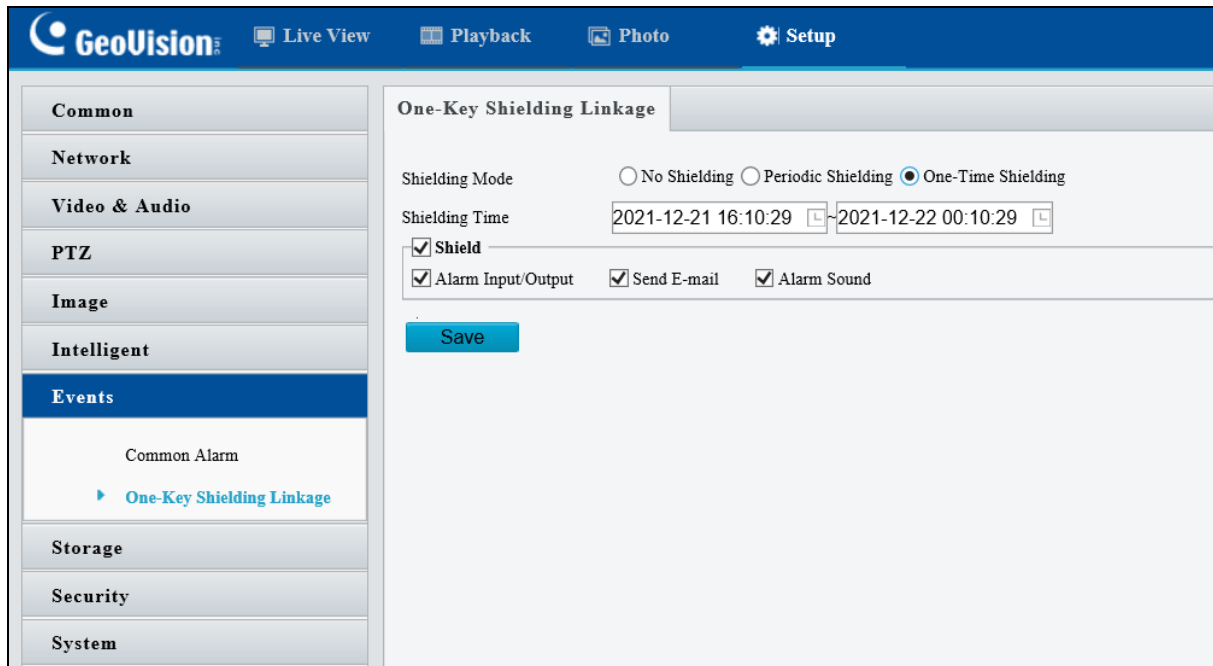 GeoVision Live View Playback Photo Setup
Common
Network
Video & Audio
PTZ
Image
Intelligent
Events
Common Alarm
One-Key Shielding Linkage
Storage
Security
System
One-Key Shielding Linkage
Shielding Mode No Shielding Periodic Shielding One-Time Shielding
Shielding Time 2021-12-21 16:10:29 ~ 2021-12-22 00:10:29
Shield
Alarm Input/Output Send E-mail Alarm Sound
Save